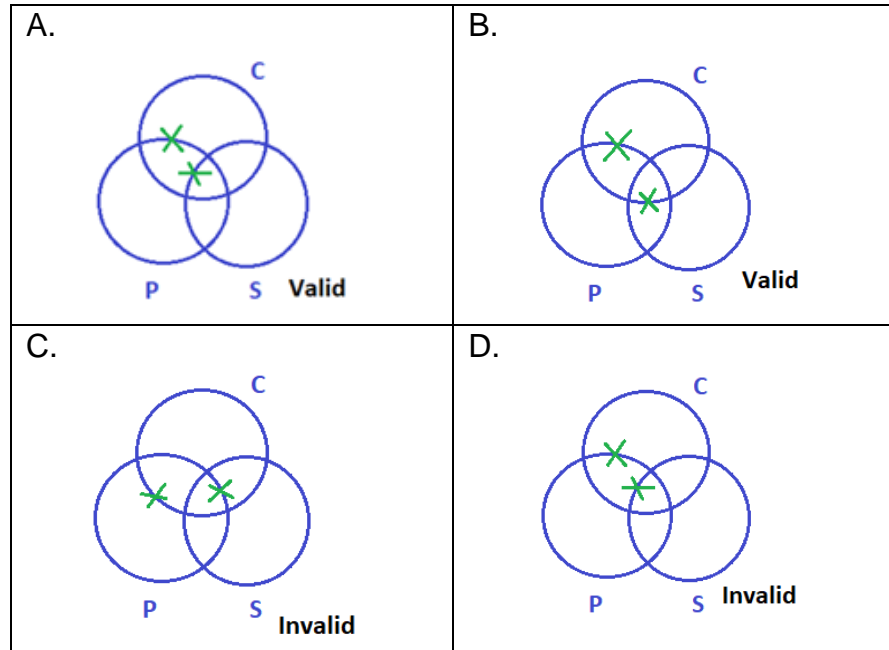 A.
C
P S Valid
B.
C
P S Valid
C.
C
P S Invalid
D.
C
P S Invalid